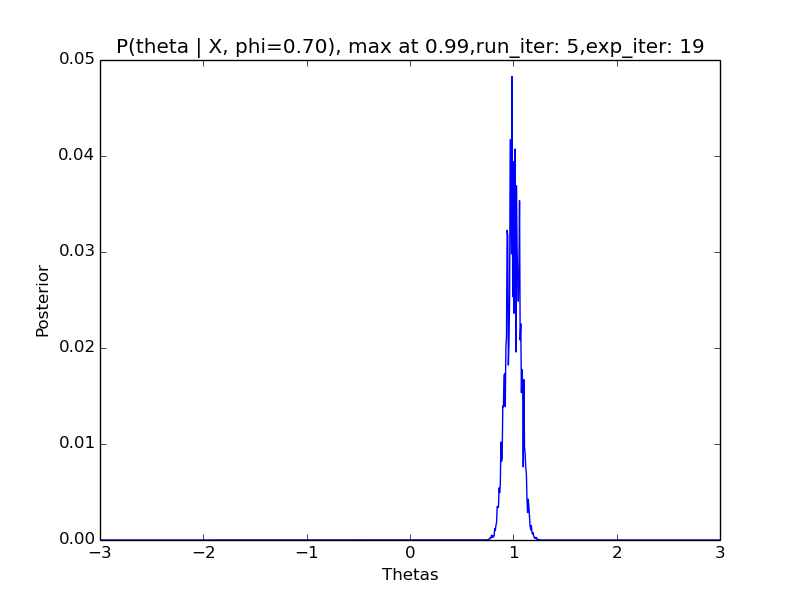 P(theta | X, phi=0.70), max at 0.99,run_iter: 5,exp_iter: 19
0.05
0.04
0.03
0.02
0.01
0.00
Posterior
−3 −2 −1 0 1 2 3
Thetas